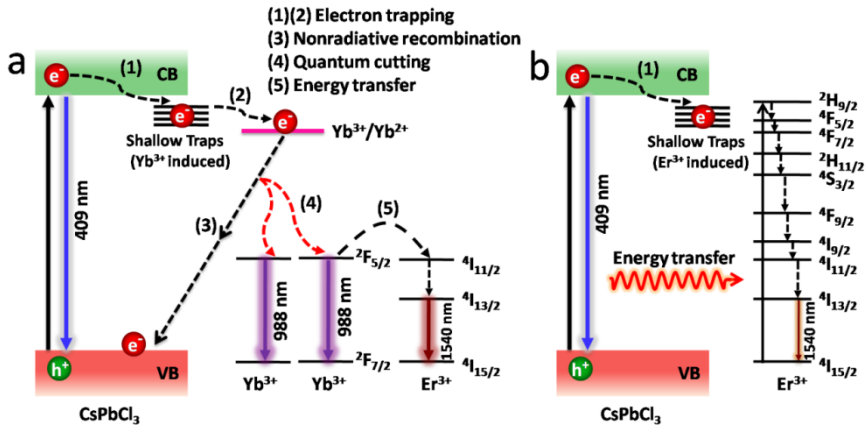 (1)(2) Electron trapping
(3) Nonradiative recombination
(4) Quantum cutting
(5) Energy transfer
a
e⁻
(1)
CB
e⁻
(2)
e⁻
Yb³⁺/Yb²⁺
Shallow Traps
(Yb³⁺ induced)
409 nm
(3)
(4)
(5)
²F₅/₂
⁴I₁₁/₂
⁴I₁₃/₂
988 nm
988 nm
1540 nm
e⁻
h⁺
VB
²F₇/₂
⁴I₁₅/₂
Yb³⁺
Yb³⁺
Er³⁺
CsPbCl₃
b
e⁻
(1)
CB
e⁻
Shallow Traps
(Er³⁺ induced)
409 nm
Energy transfer
²H₉/₂
⁴F₅/₂
⁴F₇/₂
²H₁₁/₂
⁴S₃/₂
⁴F₉/₂
⁴I₉/₂
⁴I₁₁/₂
⁴I₁₃/₂
1540 nm
⁴I₁₅/₂
h⁺
VB
Er³⁺
CsPbCl₃